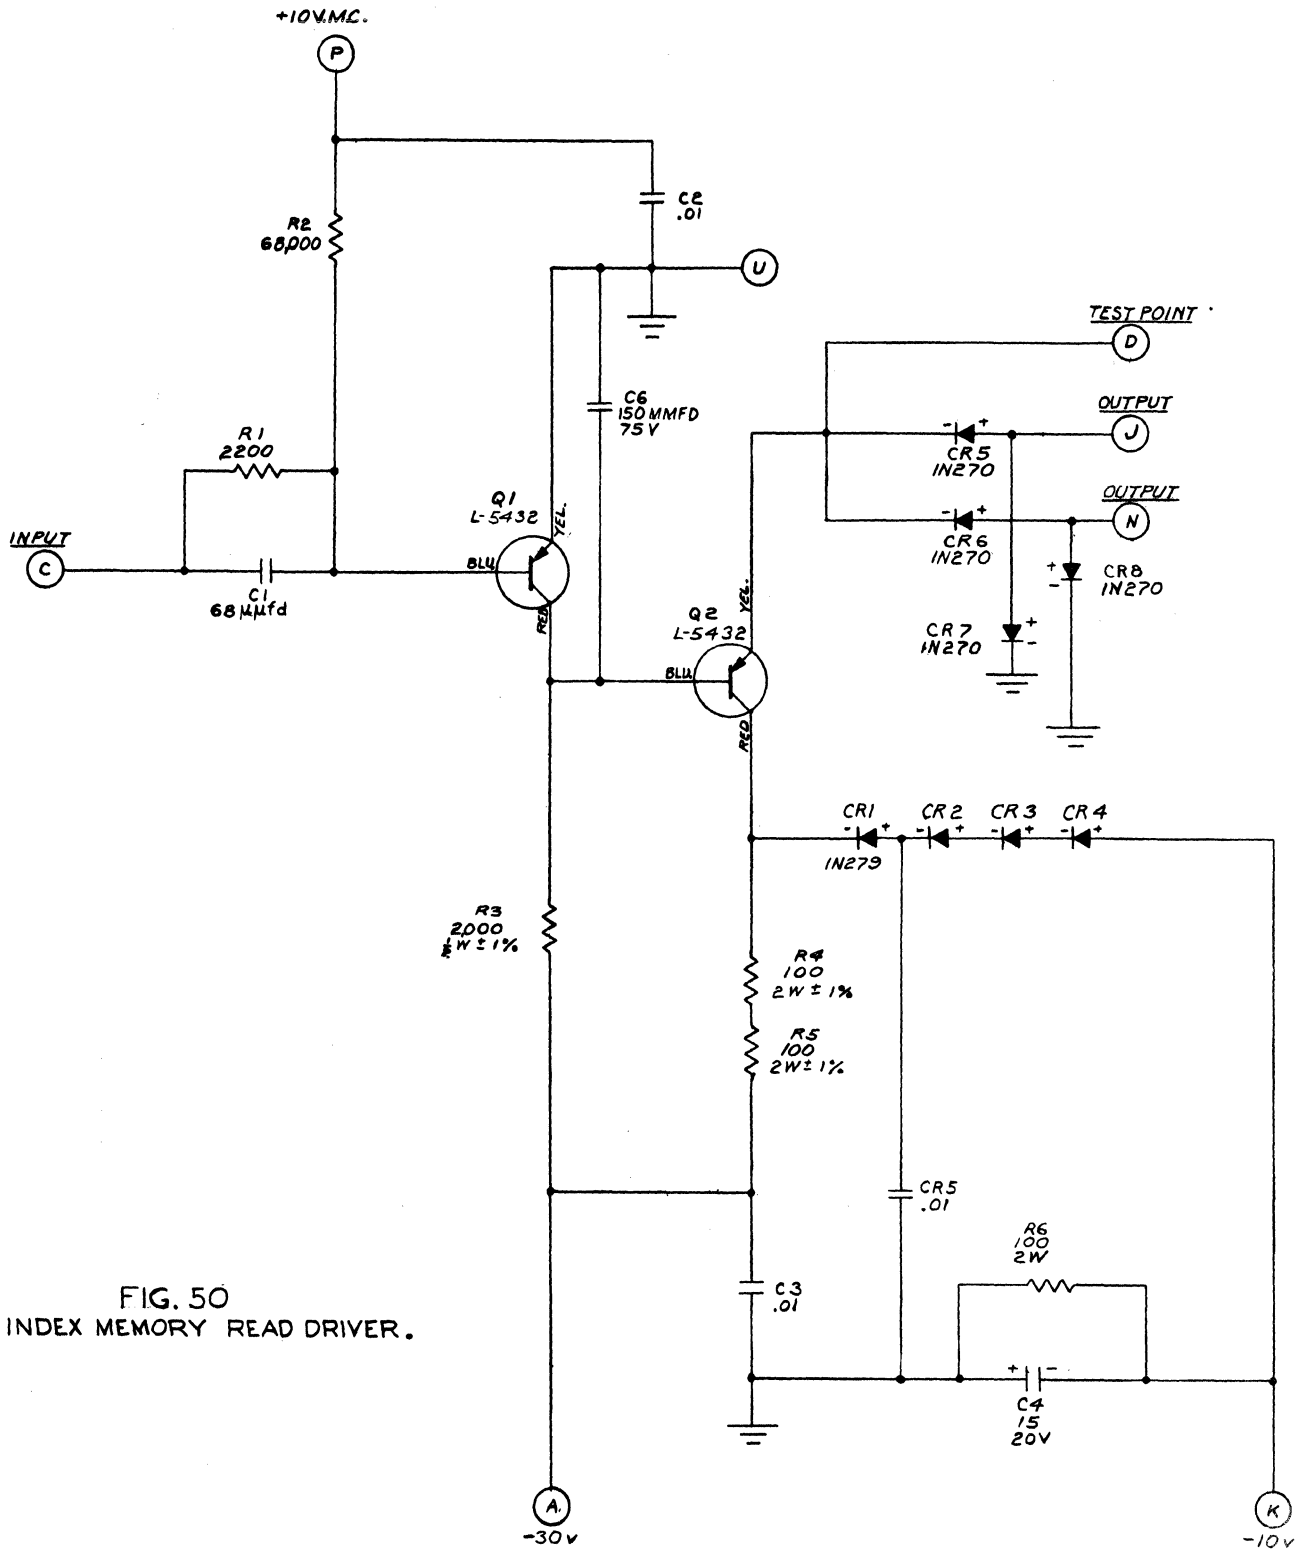 +10V.M.C.
P
C2
.01
R2
68,000
U
TEST POINT
D
C6
150 MMFD
75 V
OUTPUT
J
- +
CR5
1N270
R1
2200
OUTPUT
N
- +
CR6
1N270
Q1
L-5432
YEL.
INPUT
C
BLU
RED
C1
68 μμfd
+
-
CR8
1N270
YEL.
Q2
L-5432
CR7
1N270
+
-
BLU.
RED
CR1
- +
1N279
CR2
- +
CR3
- +
CR4
- +
R3
2,000
½W ± 1%
R4
100
2W ± 1%
R5
100
2W ± 1%
CR5
.01
R6
100
2W
C3
.01
FIG. 50
INDEX MEMORY READ DRIVER.
+ -
C4
15
20V
A.
-30V
K
-10V